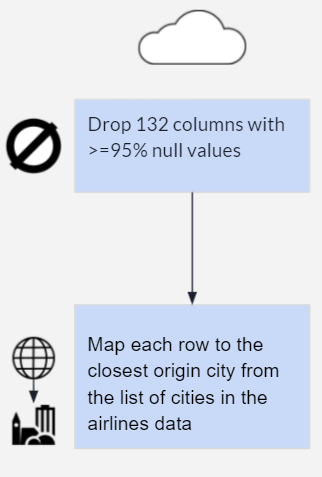 Drop 132 columns with
>=95% null values
Map each row to the
closest origin city from
the list of cities in the
airlines data